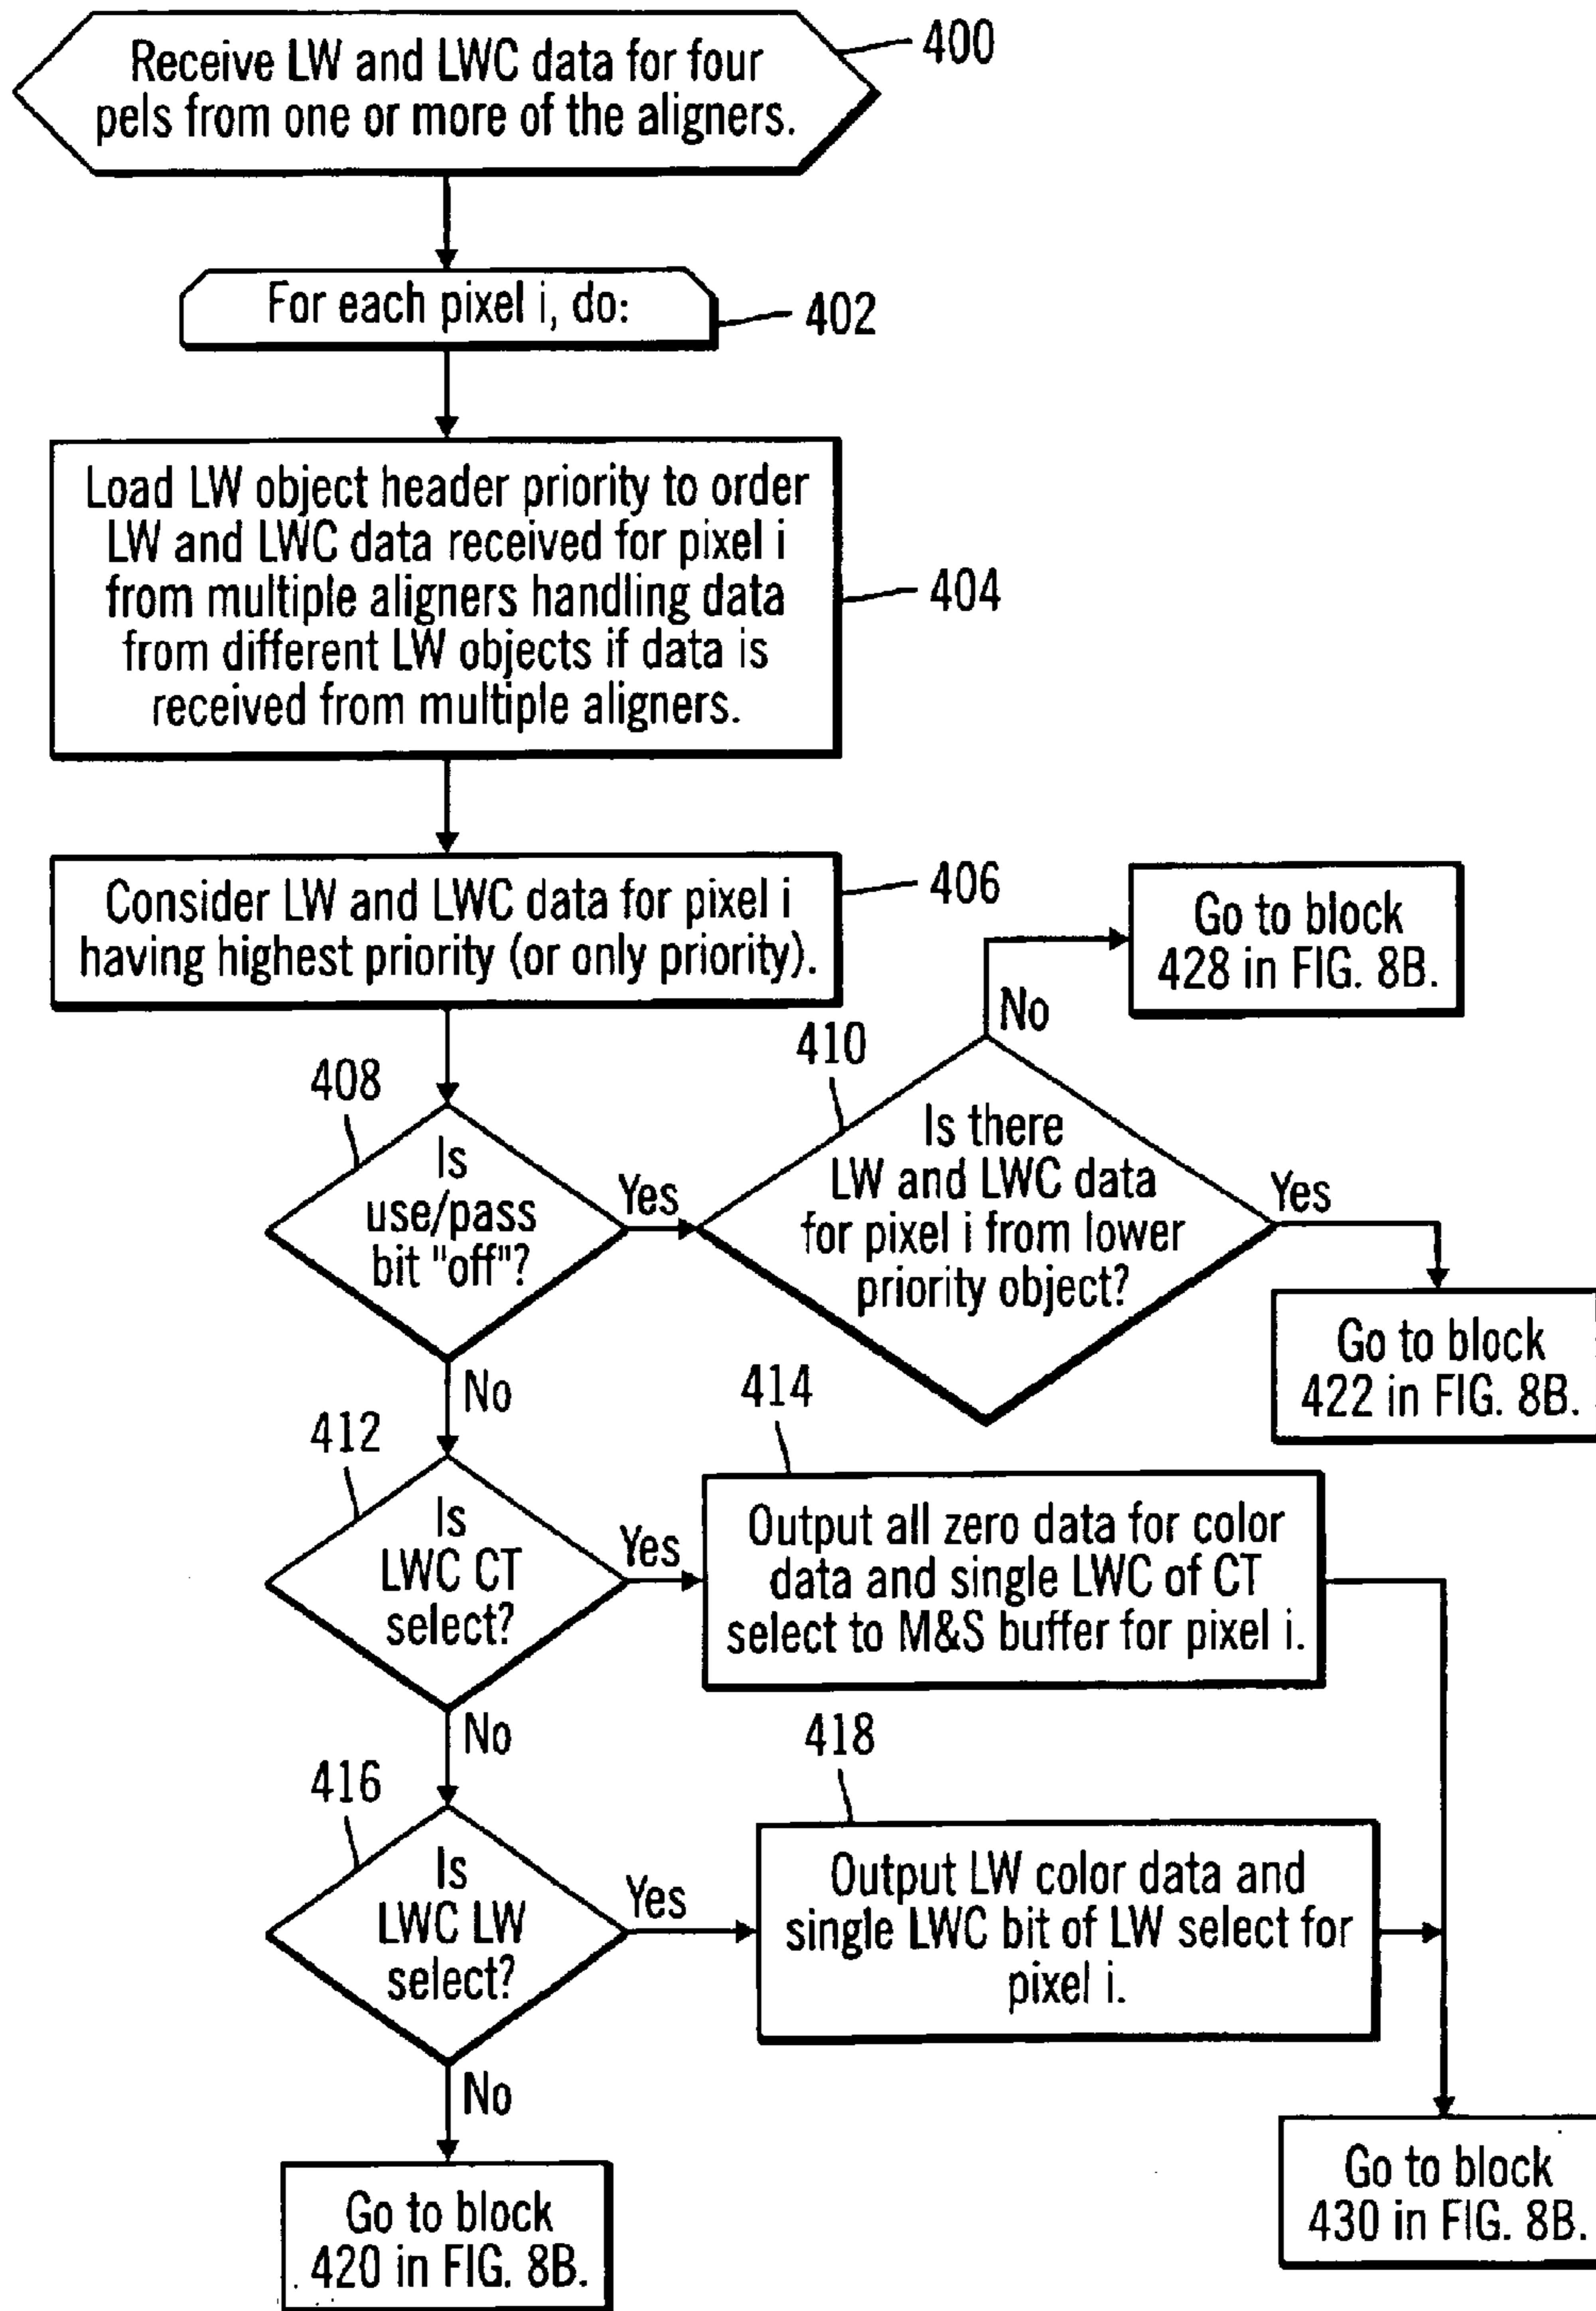 Receive LW and LWC data for four
pels from one or more of the aligners.
400
For each pixel i, do:
402
Load LW object header priority to order
LW and LWC data received for pixel i
from multiple aligners handling data
from different LW objects if data is
received from multiple aligners.
404
Consider LW and LWC data for pixel i
having highest priority (or only priority).
406
Go to block
428 in FIG. 8B.
No
410
408
Is
use/pass
bit "off"?
Yes
Is there
LW and LWC data
for pixel i from lower
priority object?
Yes
Go to block
422 in FIG. 8B.
No
412
414
Is
LWC CT
select?
Yes
Output all zero data for color
data and single LWC of CT
select to M&S buffer for pixel i.
No
416
418
Is
LWC LW
select?
Yes
Output LW color data and
single LWC bit of LW select for
pixel i.
No
Go to block
420 in FIG. 8B.
Go to block
430 in FIG. 8B.